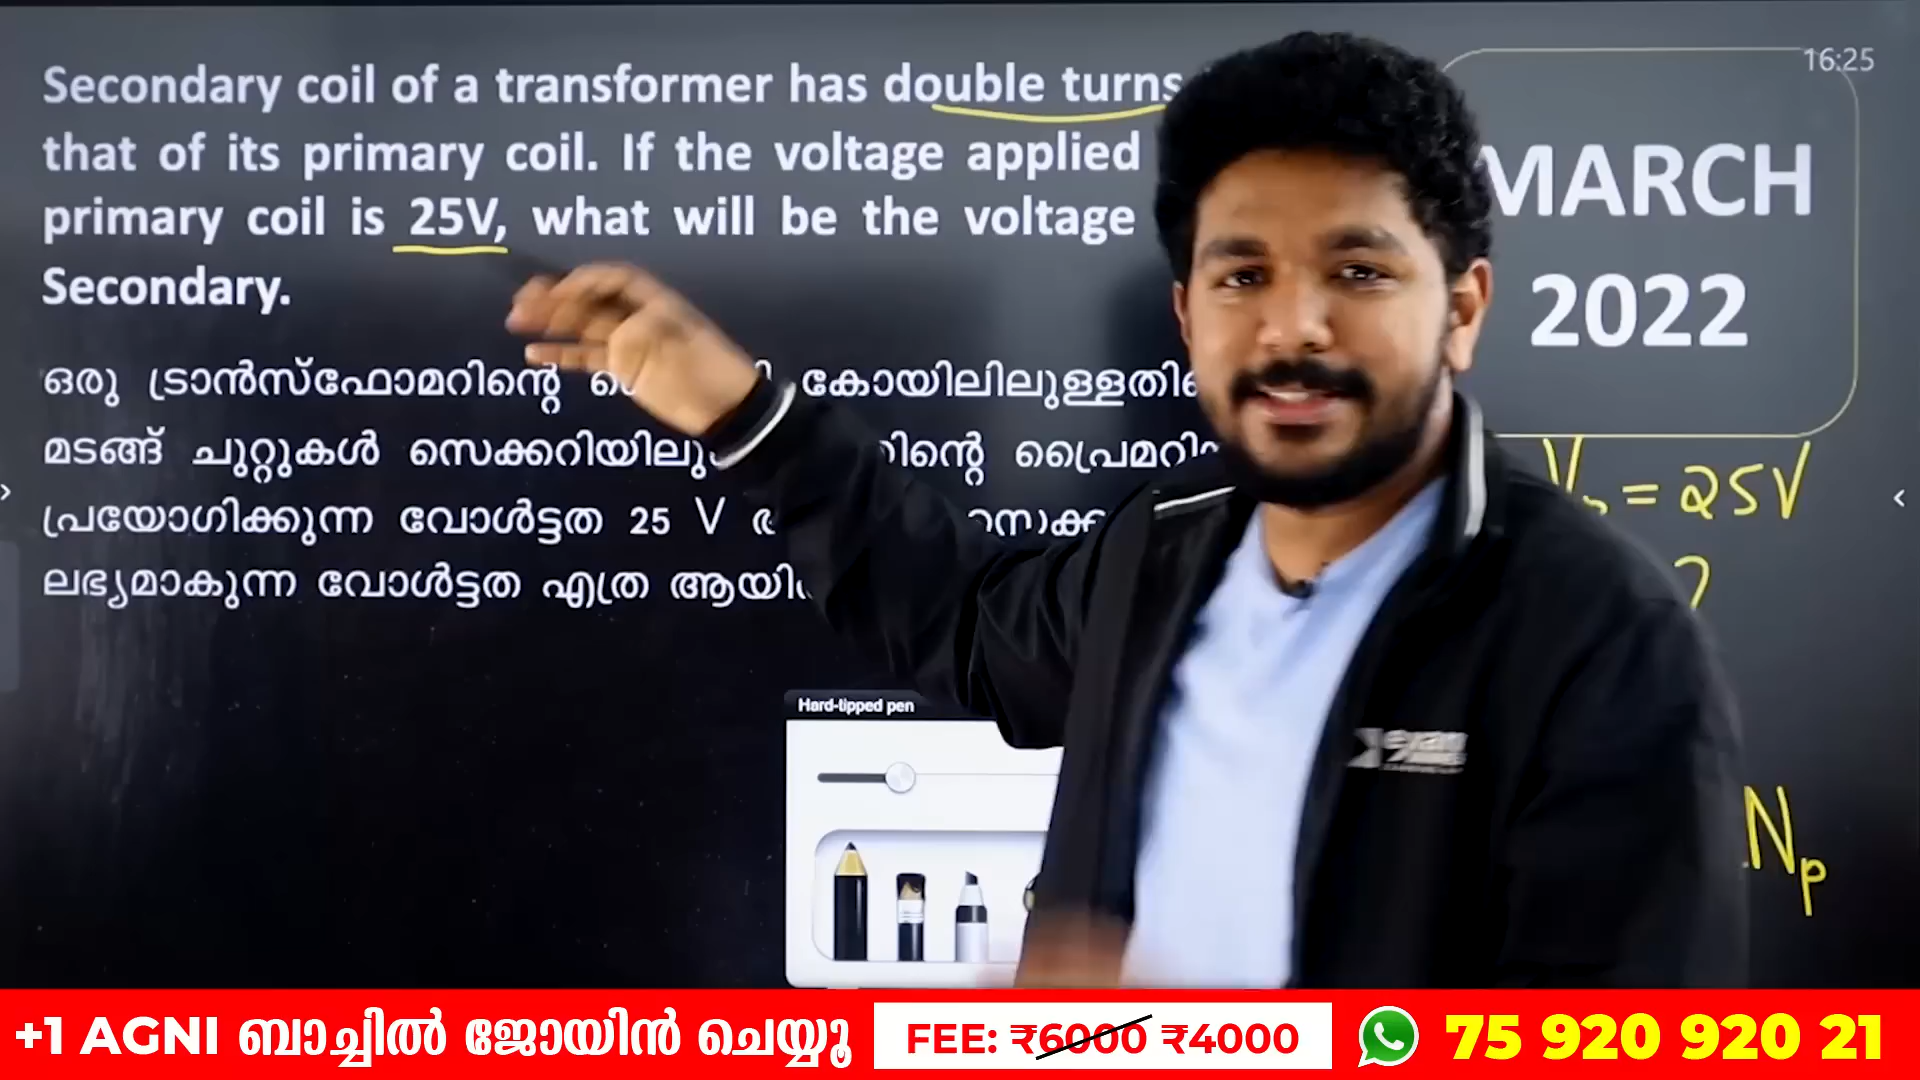 16:25
Secondary coil of a transformer has double turns
that of its primary coil. If the voltage applied
primary coil is 25V, what will be the voltage
Secondary.
MARCH
2022
ഒരു ട്രാൻസ്ഫോമറിന്റെ കോയിലിലുള്ളതി
മടങ്ങ് ചുറ്റുകൾ സെക്കറിയിലു പ്രൈമറി
പ്രയോഗിക്കുന്ന വോൾട്ടത 25 V
ലഭ്യമാകുന്ന വോൾട്ടത എത്ര
= 25V
?
Np
Hard-tipped pen
exam
+1 AGNI ബാച്ചിൽ ജോയിൻ ചെയ്യൂ
FEE: ₹6000 ₹4000
75 920 920 21